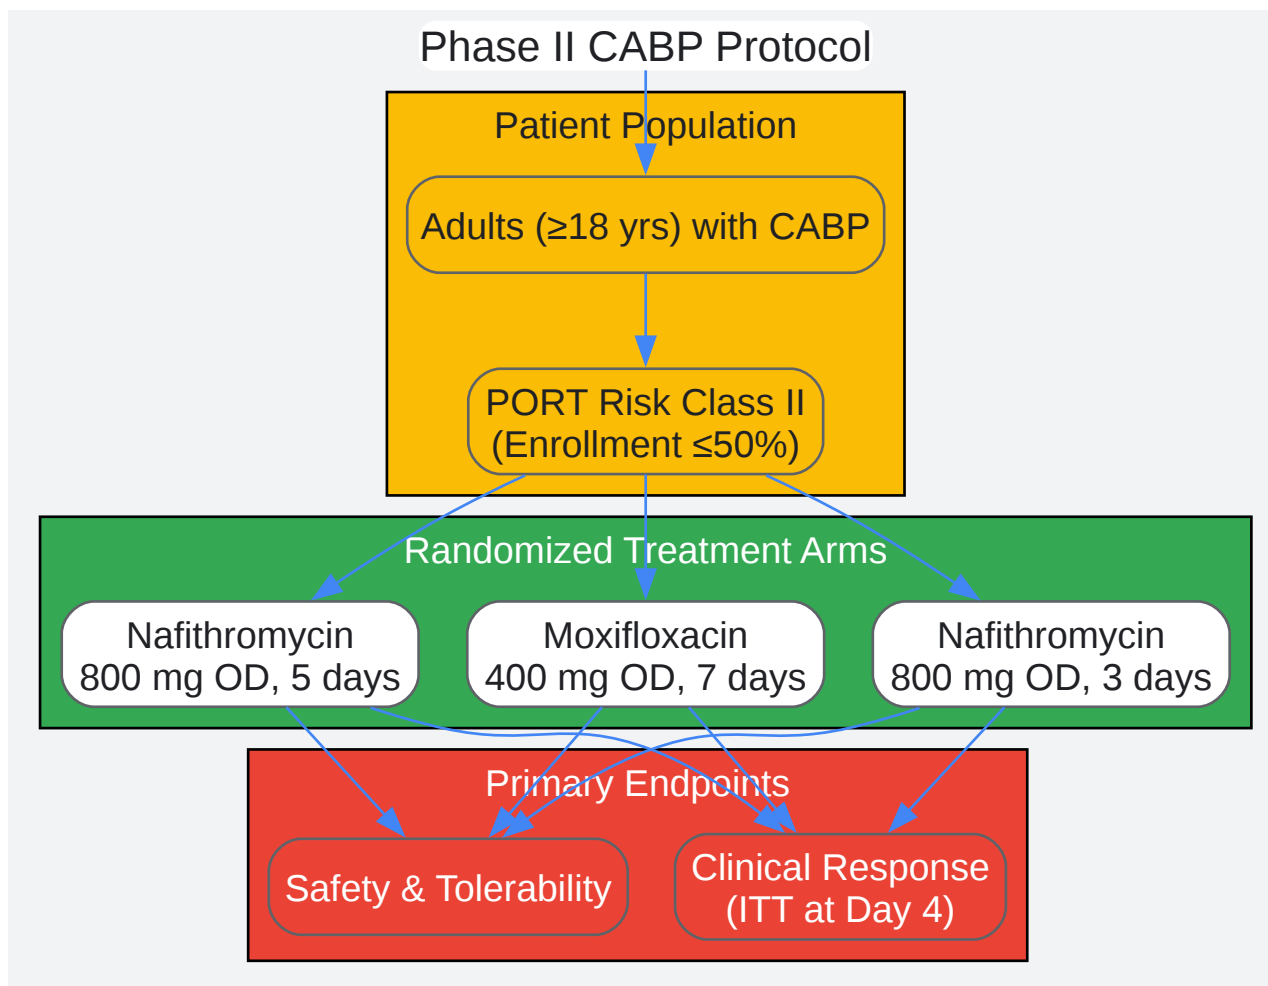 Phase II CABP Protocol
Patient Population
Adults (≥18 yrs) with CABP
PORT Risk Class II
(Enrollment ≤50%)
Randomized Treatment Arms
Nafithromycin
800 mg OD, 5 days
Moxifloxacin
400 mg OD, 7 days
Nafithromycin
800 mg OD, 3 days
Primary Endpoints
Safety & Tolerability
Clinical Response
(ITT at Day 4)